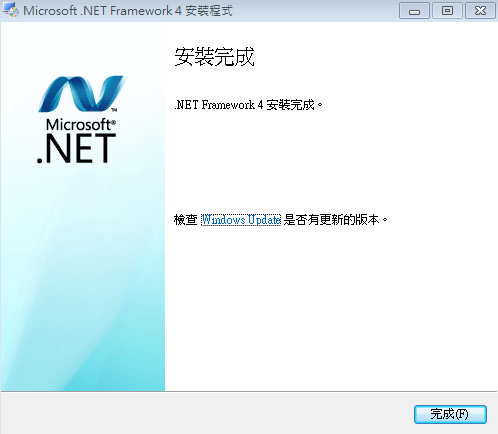 Microsoft .NET Framework 4 安裝程式
安裝完成
Microsoft®
.NET
.NET Framework 4 安裝完成。
檢查 Windows Update 是否有更新的版本。
完成(F)